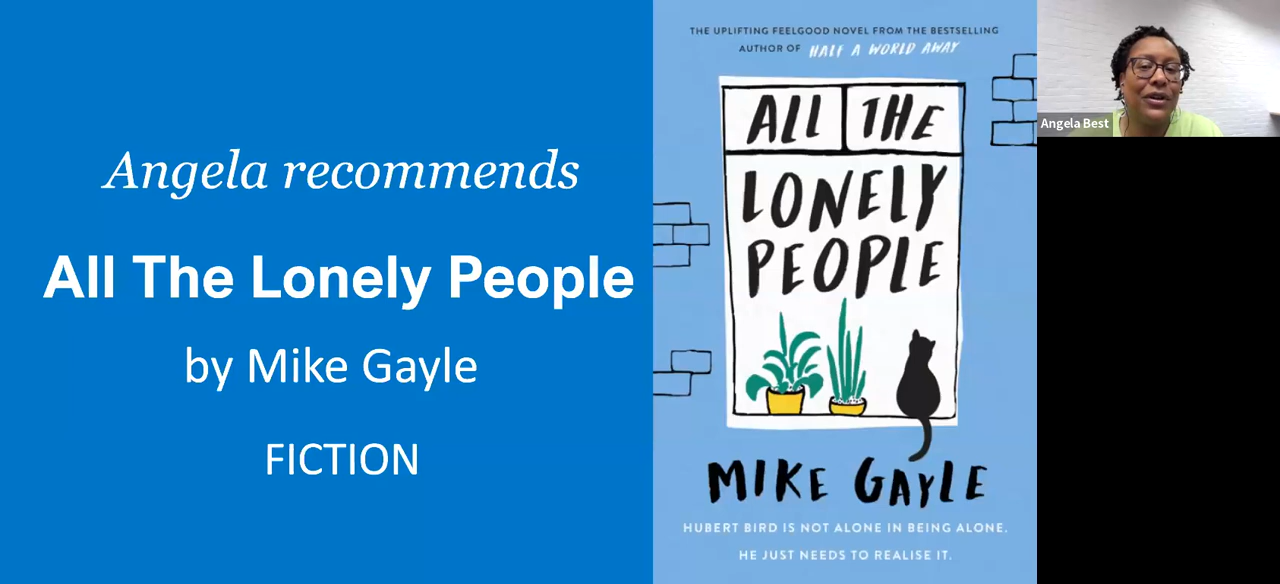 Angela recommends
All The Lonely People
by Mike Gayle
FICTION
THE UPLIFTING FEELGOOD NOVEL FROM THE BESTSELLING
AUTHOR OF HALF A WORLD AWAY
ALL THE
LONELY
PEOPLE
MIKE GAYLE
HUBERT BIRD IS NOT ALONE IN BEING ALONE.
HE JUST NEEDS TO REALISE IT.
Angela Best